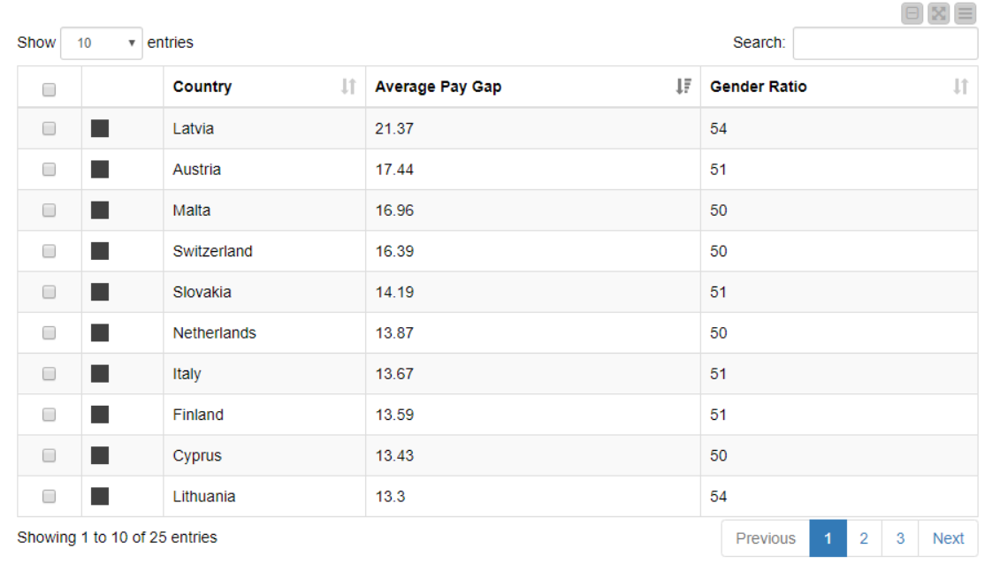 Show 10 entries Search:
Country Average Pay Gap Gender Ratio
Latvia 21.37 54
Austria 17.44 51
Malta 16.96 50
Switzerland 16.39 50
Slovakia 14.19 51
Netherlands 13.87 50
Italy 13.67 51
Finland 13.59 51
Cyprus 13.43 50
Lithuania 13.3 54
Showing 1 to 10 of 25 entries Previous 1 2 3 Next